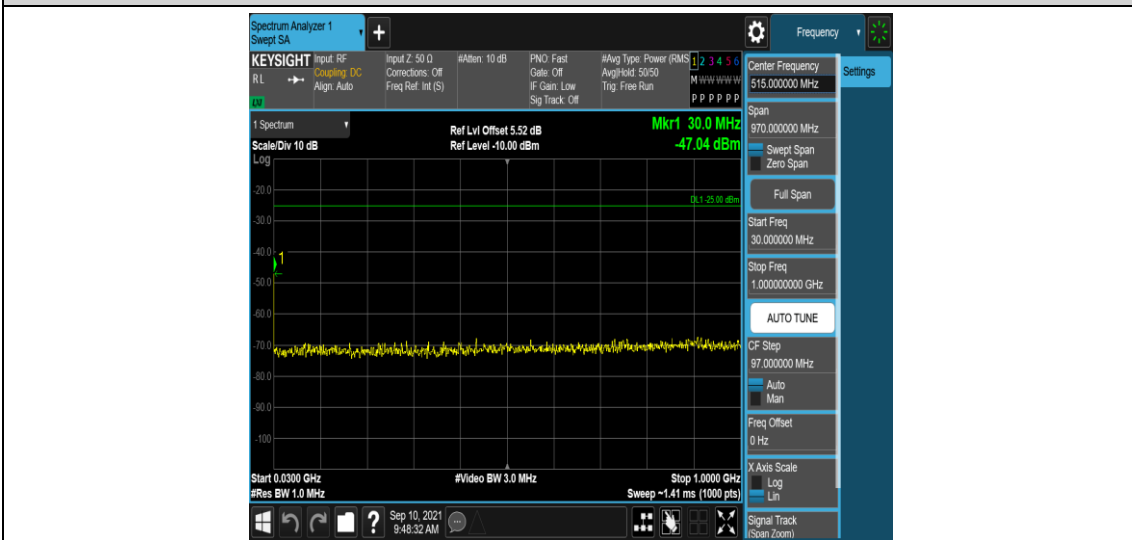 Spectrum Analyzer 1
Swept SA
+
Frequency
KEYSIGHT
Input: RF
Coupling: DC
Align: Auto
Input Z: 50 Ω
Corrections: Off
Freq Ref: Int (S)
#Atten: 10 dB
PNO: Fast
Gate: Off
IF Gain: Low
Sig Track: Off
#Avg Type: Power (RMS
Avg|Hold: 50/50
Trig: Free Run
1 2 3 4 5 6
M W W W W W
P P P P P P
R L
LNI
1 Spectrum
Scale/Div 10 dB
Ref Lvl Offset 5.52 dB
Ref Level -10.00 dBm
Mkr1 30.0 MHz
-47.04 dBm
Log
DL1 -25.00 dBm
-20.0
-30.0
-40.0
1
-50.0
-60.0
-70.0
-80.0
-90.0
-100
Start 0.0300 GHz
#Res BW 1.0 MHz
#Video BW 3.0 MHz
Stop 1.0000 GHz
Sweep ~1.41 ms (1000 pts)
?
Sep 10, 2021
9:48:32 AM
Center Frequency
515.000000 MHz
Settings
Span
970.000000 MHz
Swept Span
Zero Span
Full Span
Start Freq
30.000000 MHz
Stop Freq
1.000000000 GHz
AUTO TUNE
CF Step
97.000000 MHz
Auto
Man
Freq Offset
0 Hz
X Axis Scale
Log
Lin
Signal Track
(Span Zoom)